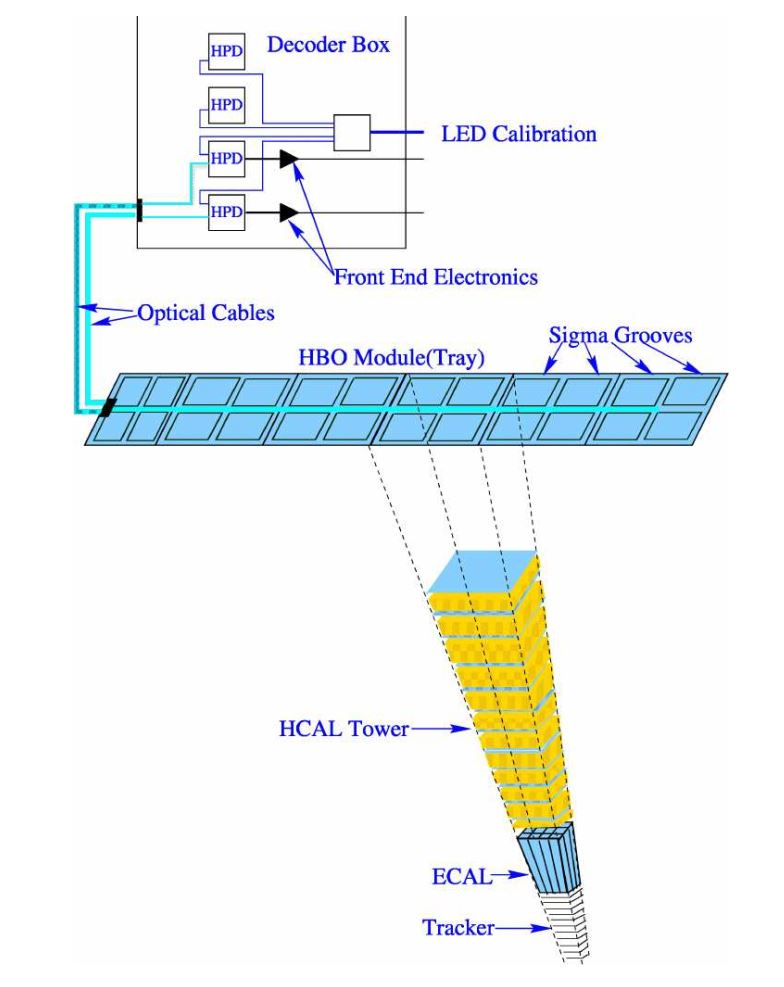 HPD
Decoder Box
HPD
LED Calibration
HPD
HPD
Front End Electronics
Optical Cables
Sigma Grooves
HBO Module(Tray)
HCAL Tower
ECAL
Tracker